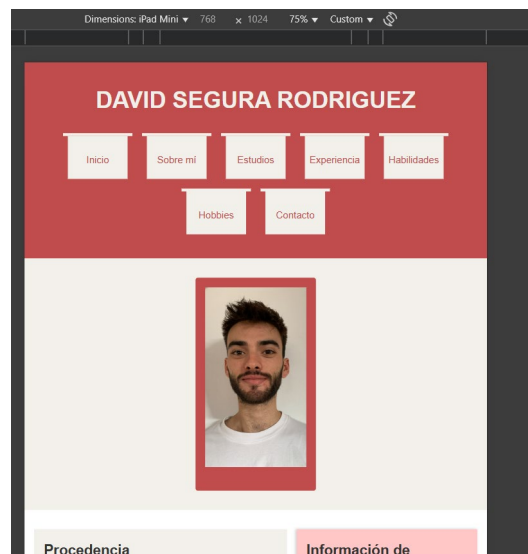 Dimensions: iPad Mini ▼ 768 × 1024 75% ▼ Custom ▼
DAVID SEGURA RODRIGUEZ
Inicio Sobre mí Estudios Experiencia Habilidades
Hobbies Contacto
Procedencia Información de